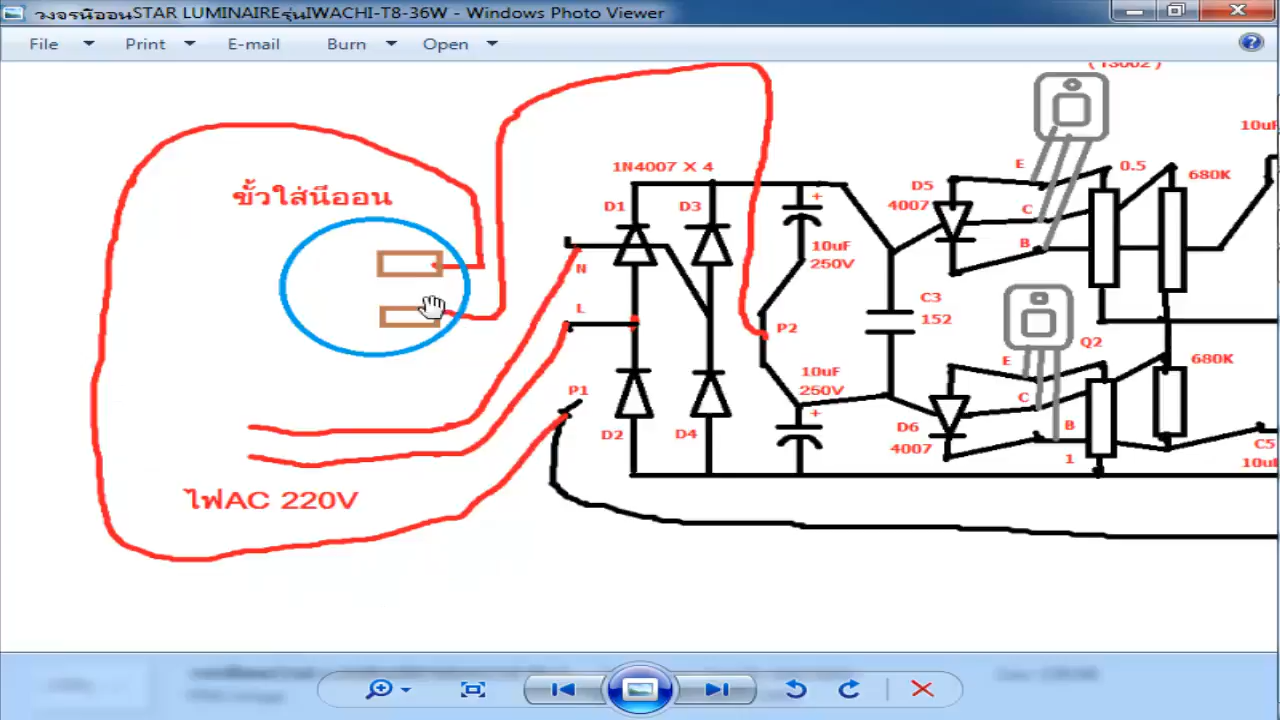 วงจรนีออนSTAR LUMINAIREรุ่นIWACHI-T8-36W - Windows Photo Viewer
File Print E-mail Burn Open
10uF
ขั้วใส่นีออน
1N4007 X 4
E
0.5
680K
D1
D3
D5
4007
C
+
10uF
250V
B
N
C3
152
L
P2
Q2
680K
E
10uF
250V
P1
C
+
D2
D4
D6
4007
B
1
C5
10u
ไฟAC 220V